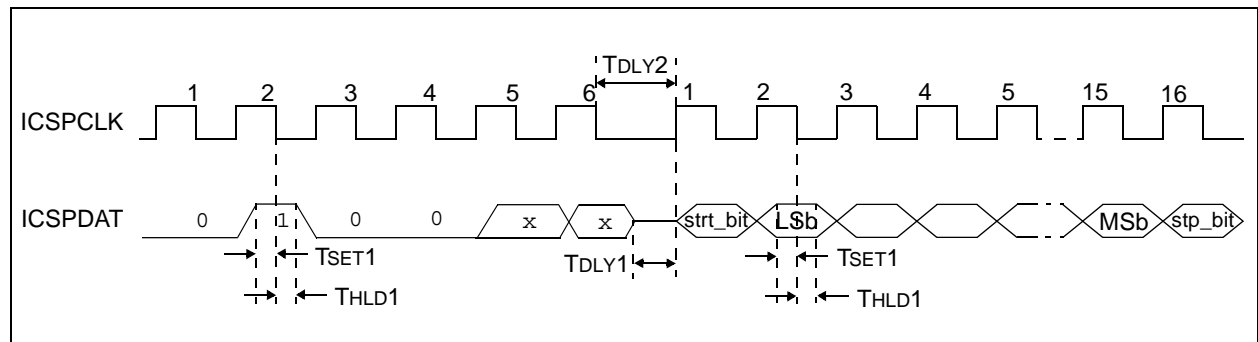 TDLY2
1 2 3 4 5 6 1 2 3 4 5 15 16
ICSPCLK
ICSPDAT 0 1 0 0 x x strt_bit LSb MSb stp_bit
TSET1 TDLY1 TSET1
THLD1 THLD1